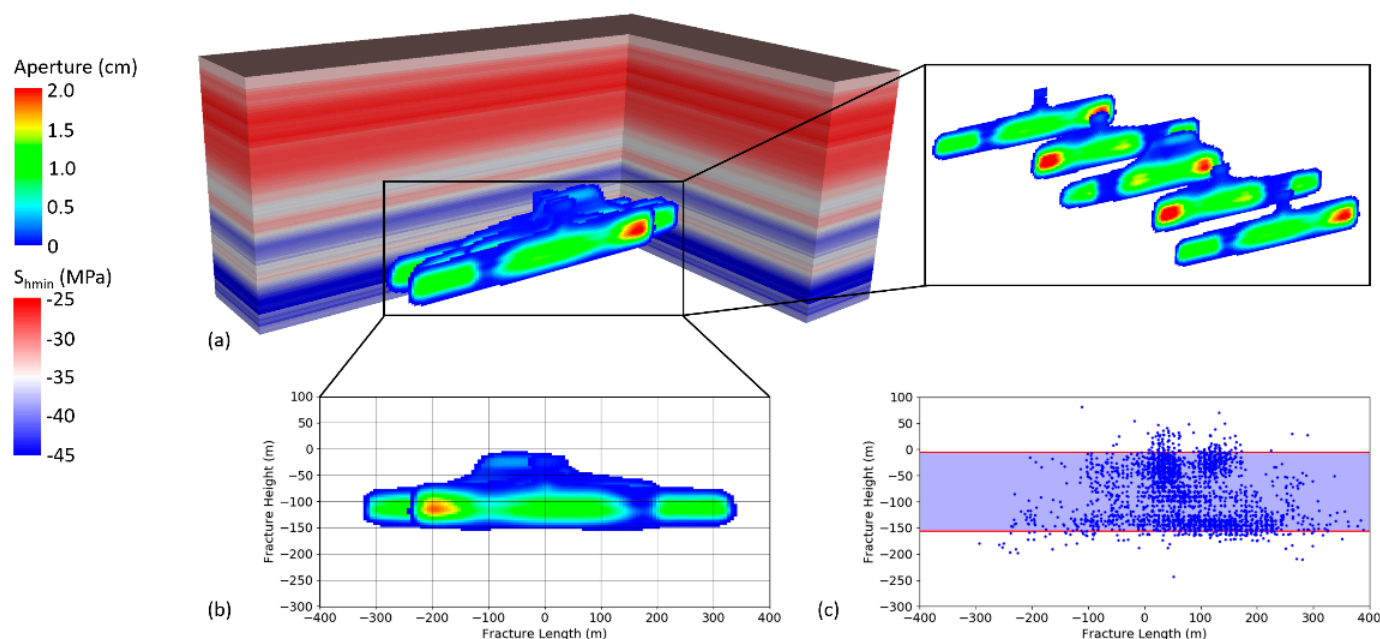 Aperture (cm)
2.0
1.5
1.0
0.5
0
Shmin (MPa)
-25
-30
-35
-40
-45
(a)
100
50
0
−50
−100
−150
−200
−250
−300
−400 −300 −200 −100 0 100 200 300 400
Fracture Height (m)
Fracture Length (m)
(b)
100
50
0
−50
−100
−150
−200
−250
−300
−400 −300 −200 −100 0 100 200 300 400
Fracture Height (m)
Fracture Length (m)
(c)